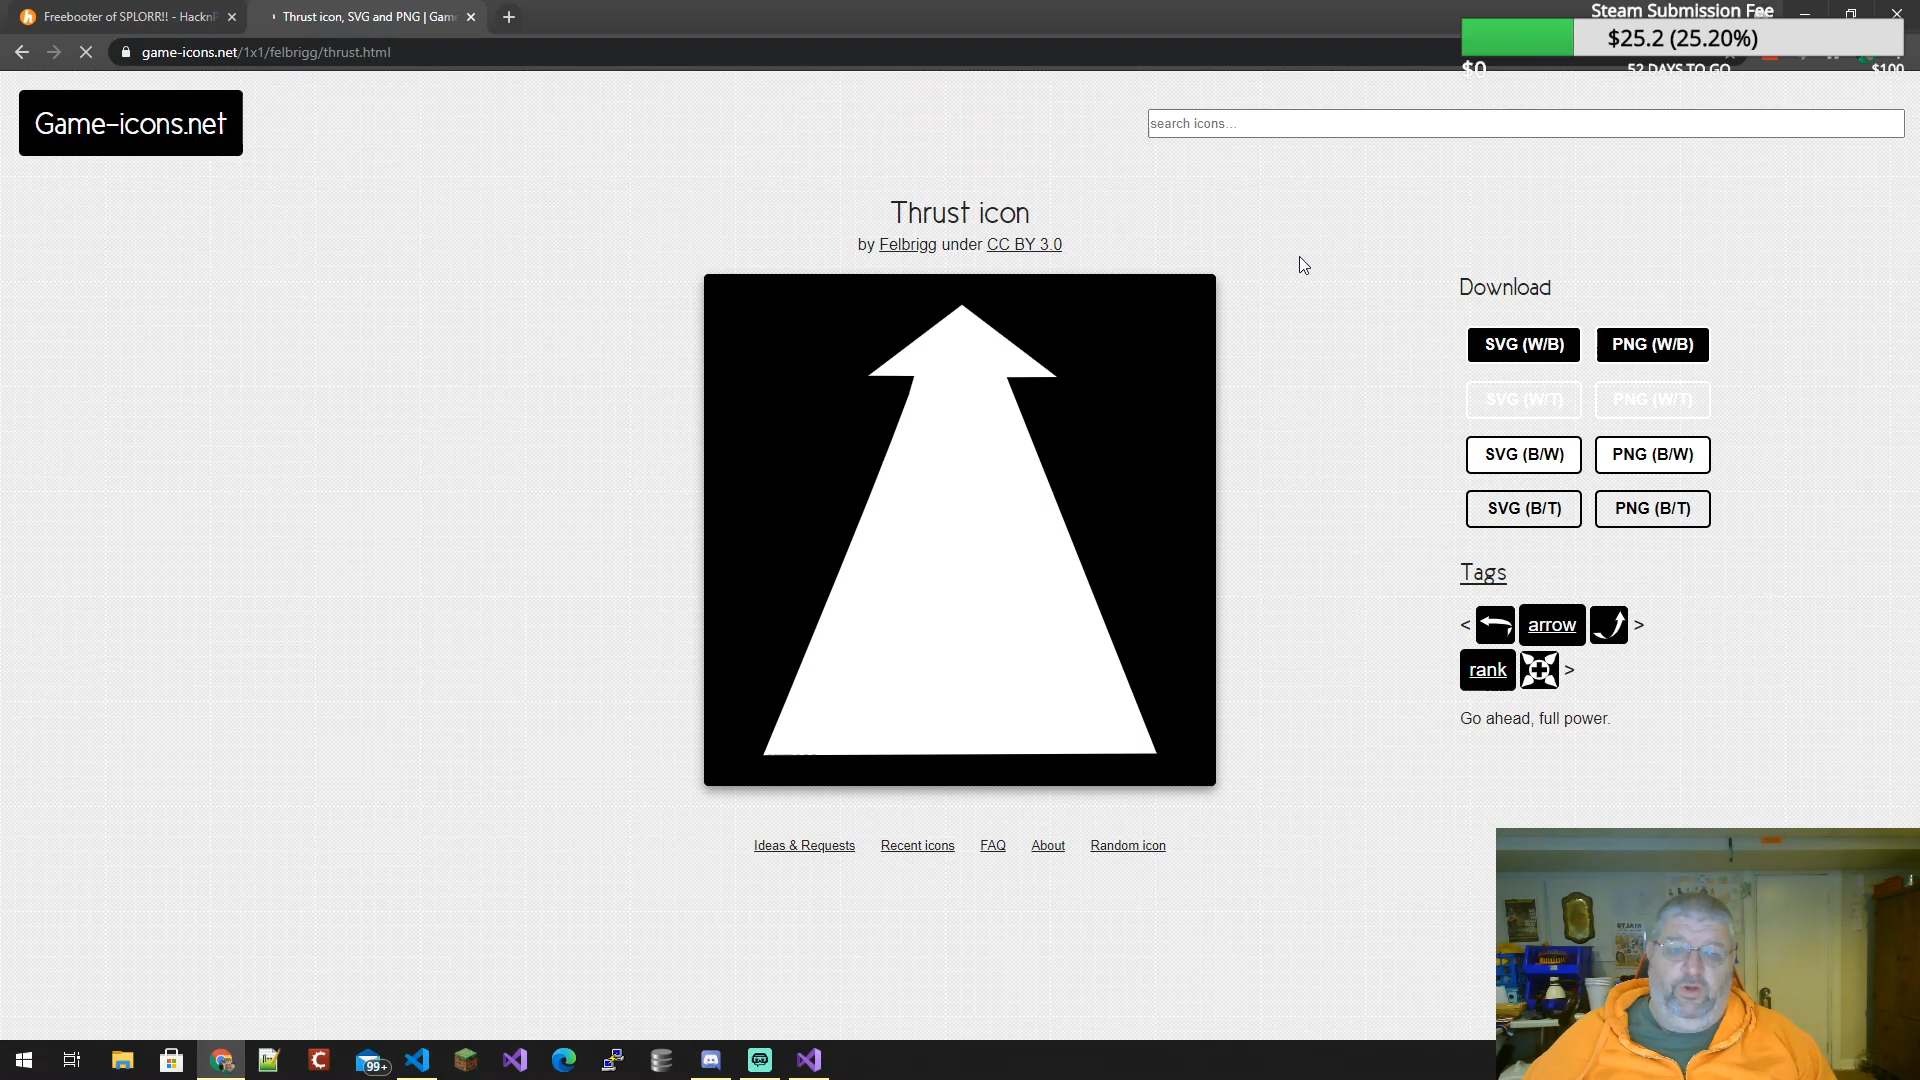 Freebooter of SPLORR!! - HacknP
Thrust icon, SVG and PNG | Game
Steam Submission Fee
game-icons.net/1x1/felbrigg/thrust.html
$25.2 (25.20%)
$0
52 DAYS TO GO
$100
Game-icons.net
search icons...
Thrust icon
by Felbrigg under CC BY 3.0
Download
SVG (W/B) PNG (W/B)
SVG (W/T) PNG (W/T)
SVG (B/W) PNG (B/W)
SVG (B/T) PNG (B/T)
Tags
< arrow >
rank >
Go ahead, full power.
Ideas & Requests Recent icons FAQ About Random icon
99+